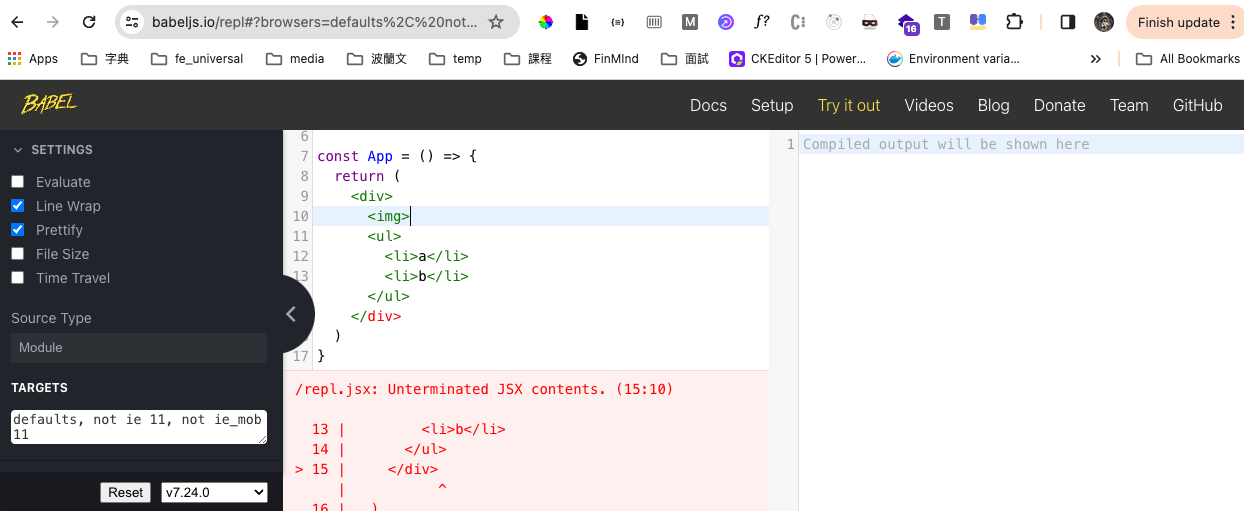 babeljs.io/repl#?browsers=defaults%2C%20not...
f?
M
16
T
Finish update
Apps
字典
fe_universal
media
波蘭文
temp
課程
FinMInd
面試
CKEditor 5 | Power...
Environment varia...
»
All Bookmarks
BABEL
Docs
Setup
Try it out
Videos
Blog
Donate
Team
GitHub
SETTINGS
Evaluate
Line Wrap
Prettify
File Size
Time Travel
Source Type
Module
TARGETS
defaults, not ie 11, not ie_mob
11
Reset
v7.24.0
6
7 const App = () => {
8   return (
9     <div>
10       <img>
11       <ul>
12         <li>a</li>
13         <li>b</li>
      </ul>
    </div>
  )
17 }
/repl.jsx: Unterminated JSX contents. (15:10)
  13 |         <li>b</li>
  14 |       </ul>
> 15 |     </div>
     |           ^
  16 |   )
1 Compiled output will be shown here